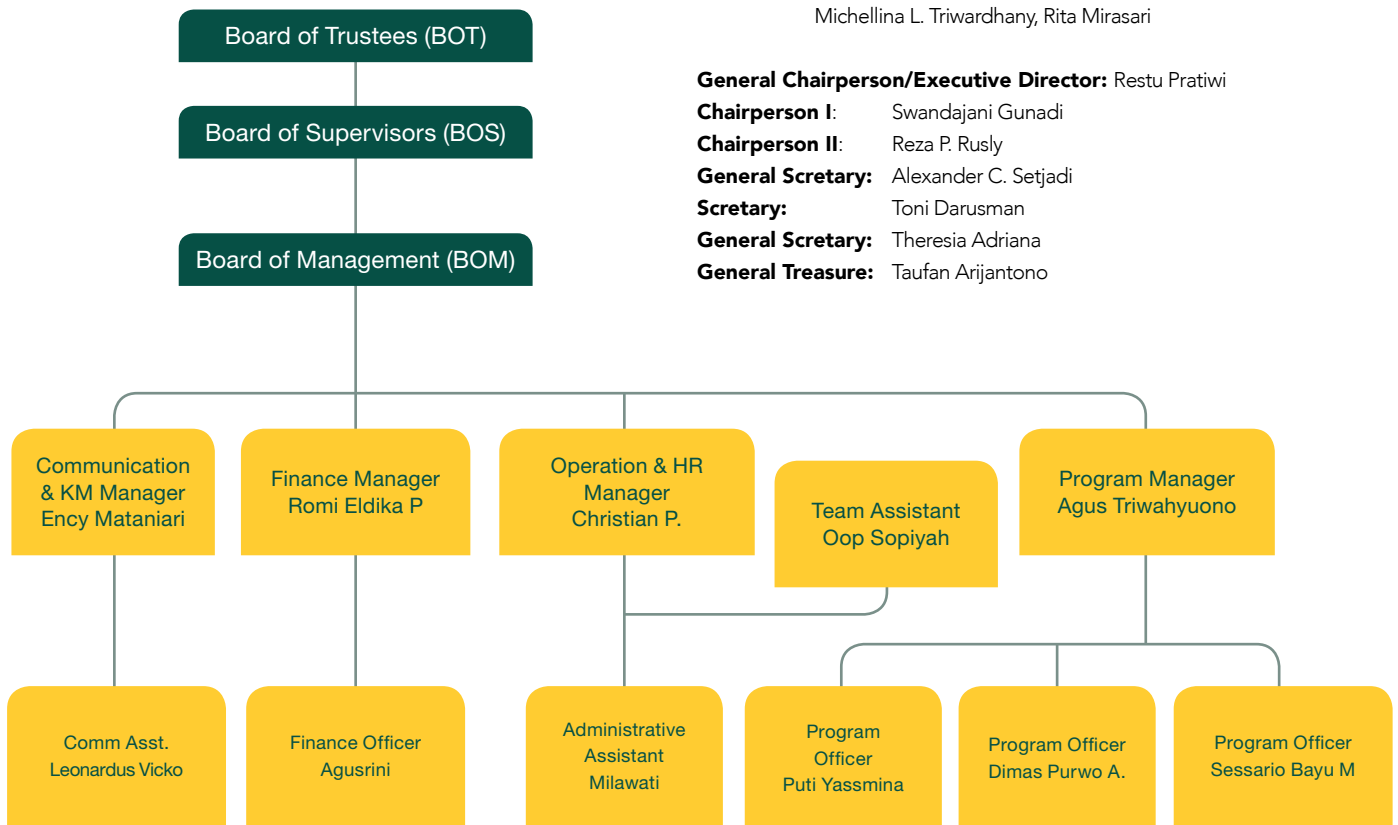 Michellina L. Triwardhany, Rita Mirasari
General Chairperson/Executive Director: Restu Pratiwi
Chairperson I: Swandajani Gunadi
Chairperson II: Reza P. Rusly
General Scretary: Alexander C. Setjadi
Scretary: Toni Darusman
General Scretary: Theresia Adriana
General Treasure: Taufan Arijantono
Board of Trustees (BOT)
Board of Supervisors (BOS)
Board of Management (BOM)
Communication
& KM Manager
Ency Mataniari
Finance Manager
Romi Eldika P
Operation & HR
Manager
Christian P.
Team Assistant
Oop Sopiyah
Program Manager
Agus Triwahyuono
Comm Asst.
Leonardus Vicko
Finance Officer
Agusrini
Administrative
Assistant
Milawati
Program
Officer
Puti Yassmina
Program Officer
Dimas Purwo A.
Program Officer
Sessario Bayu M